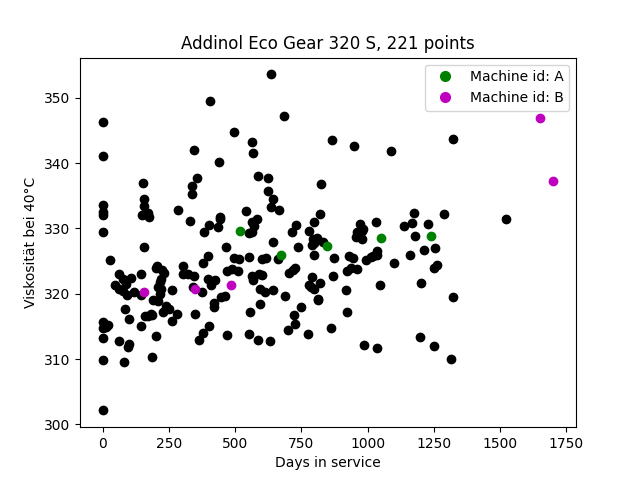 Addinol Eco Gear 320 S, 221 points
Machine id: A
Machine id: B
Viskosität bei 40°C
350
340
330
320
310
300
0 250 500 750 1000 1250 1500 1750
Days in service